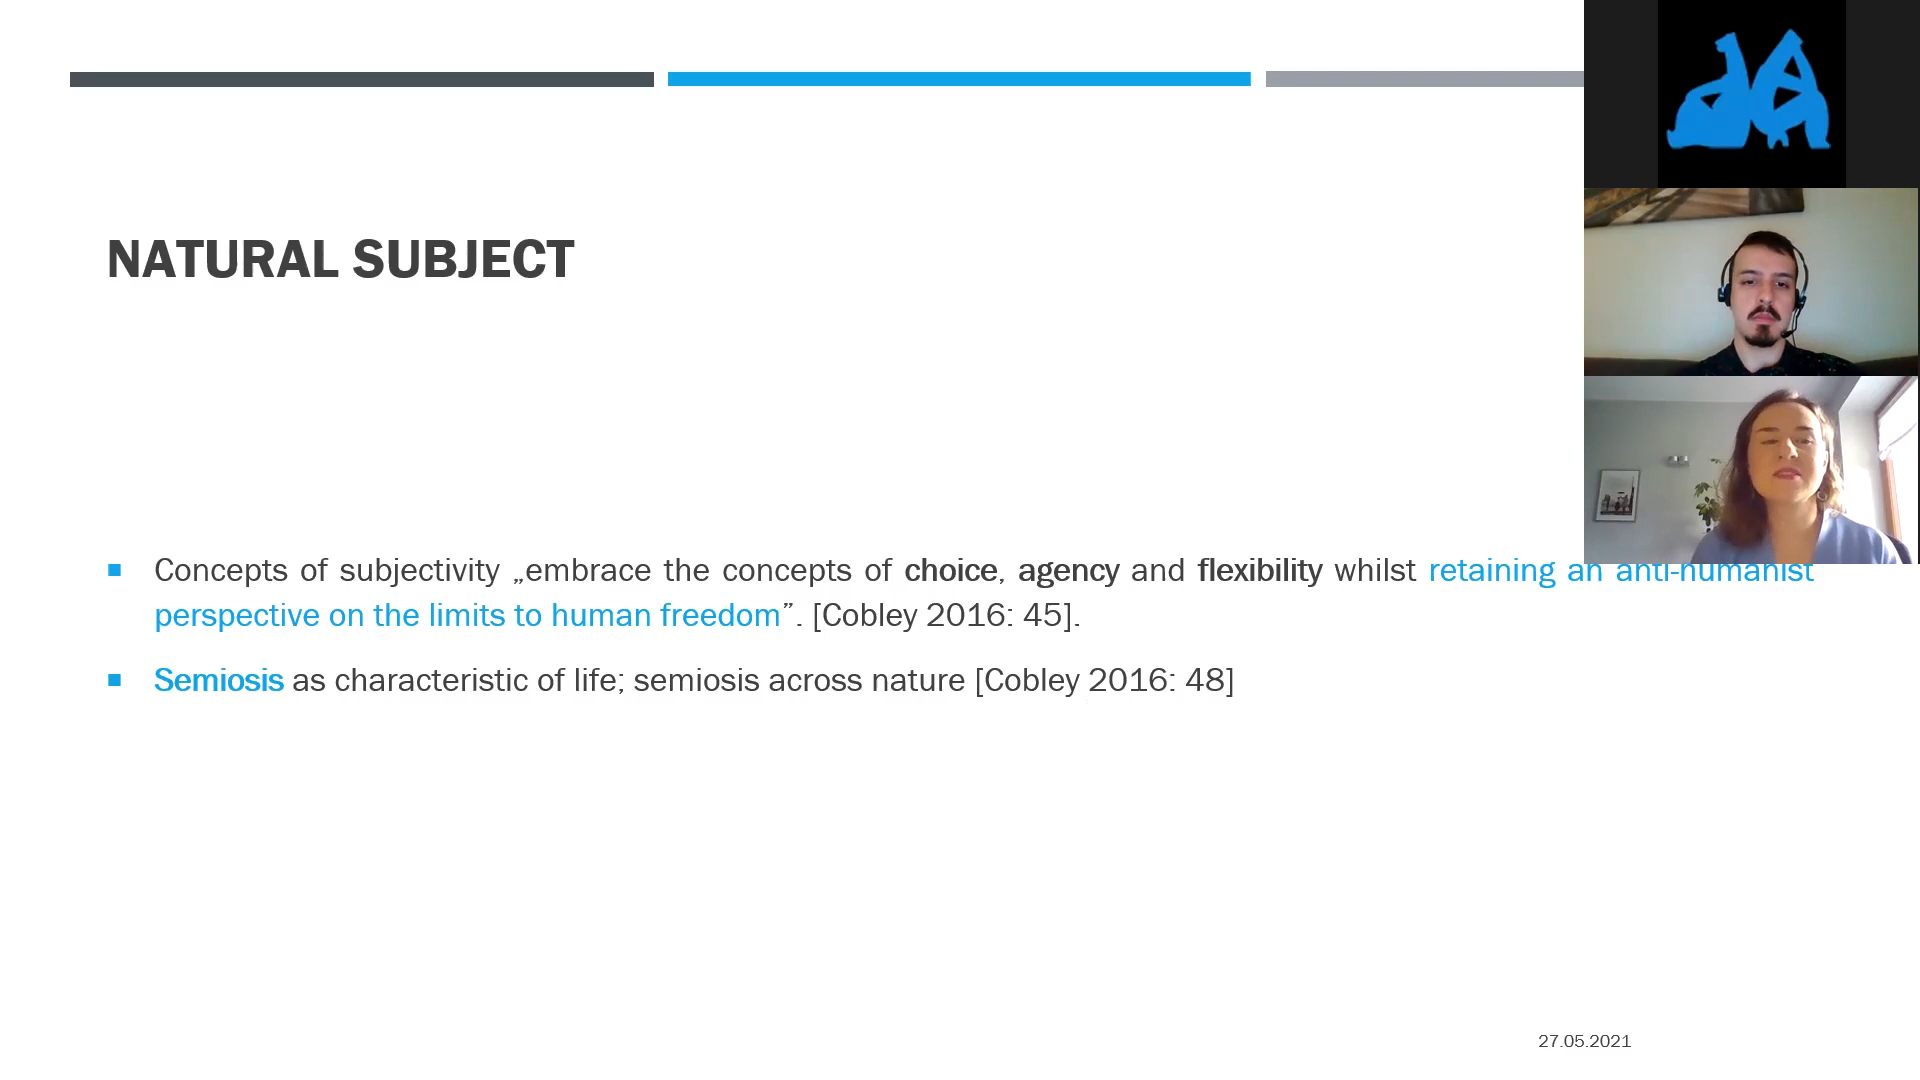 NATURAL SUBJECT
Concepts of subjectivity „embrace the concepts of choice, agency and flexibility whilst retaining an anti-humanist
perspective on the limits to human freedom”. [Cobley 2016: 45].
Semiosis as characteristic of life; semiosis across nature [Cobley 2016: 48]
27.05.2021